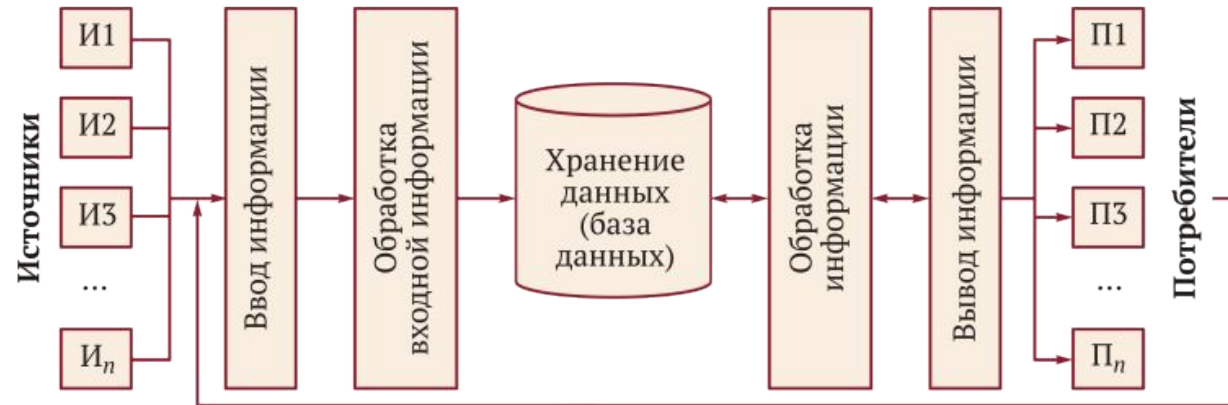 Источники
И1
И2
И3
...
Иn
Ввод информации
Обработка
входной информации
Хранение
данных
(база
данных)
Обработка
информации
Вывод информации
П1
П2
П3
...
Пn
Потребители